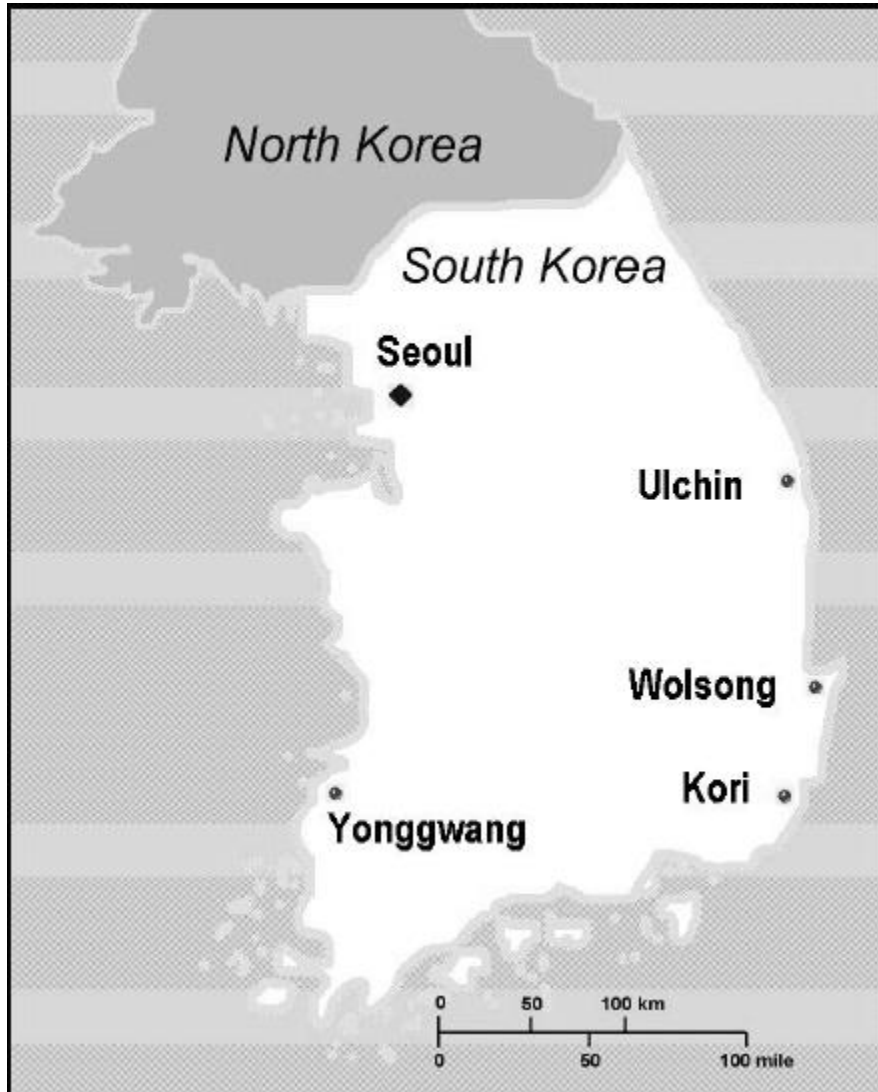 North Korea
South Korea
Seoul
Ulchin
Wolsong
Kori
Yonggwang
0 50 100 km
0 50 100 mile